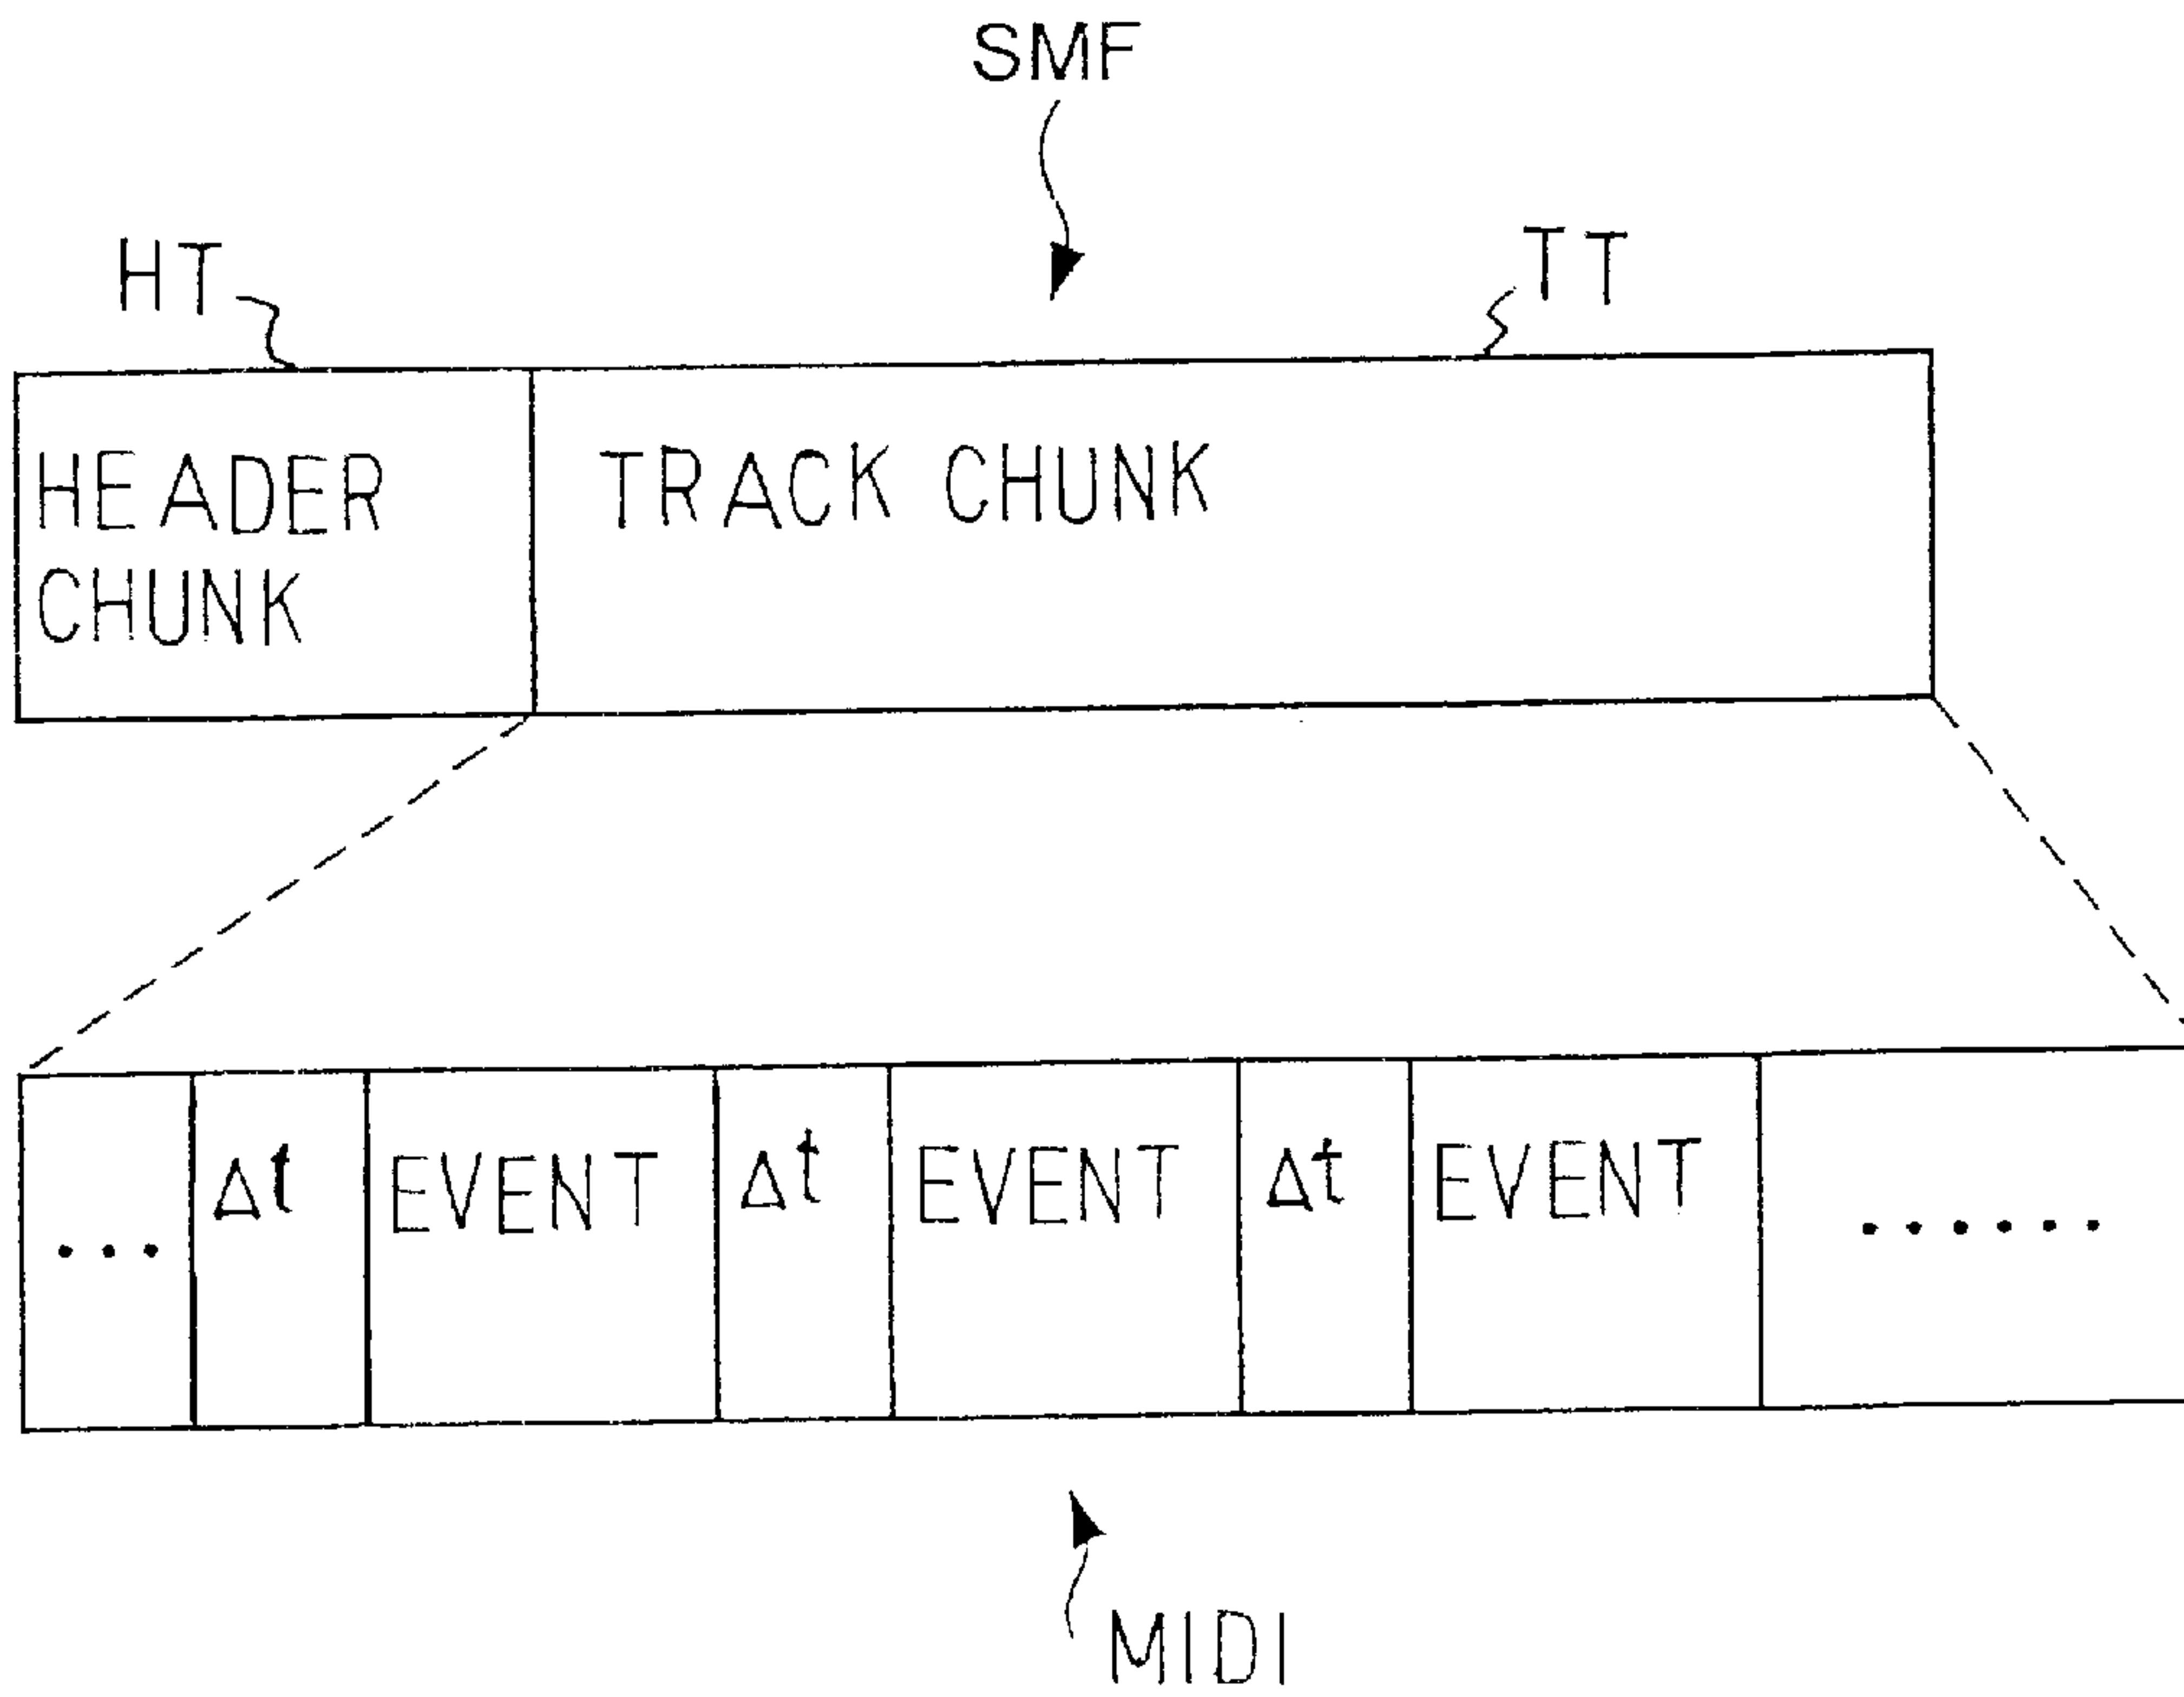 SMF
HT
TT
HEADER
CHUNK
TRACK CHUNK
... Δt EVENT Δt EVENT Δt EVENT ......
MIDI